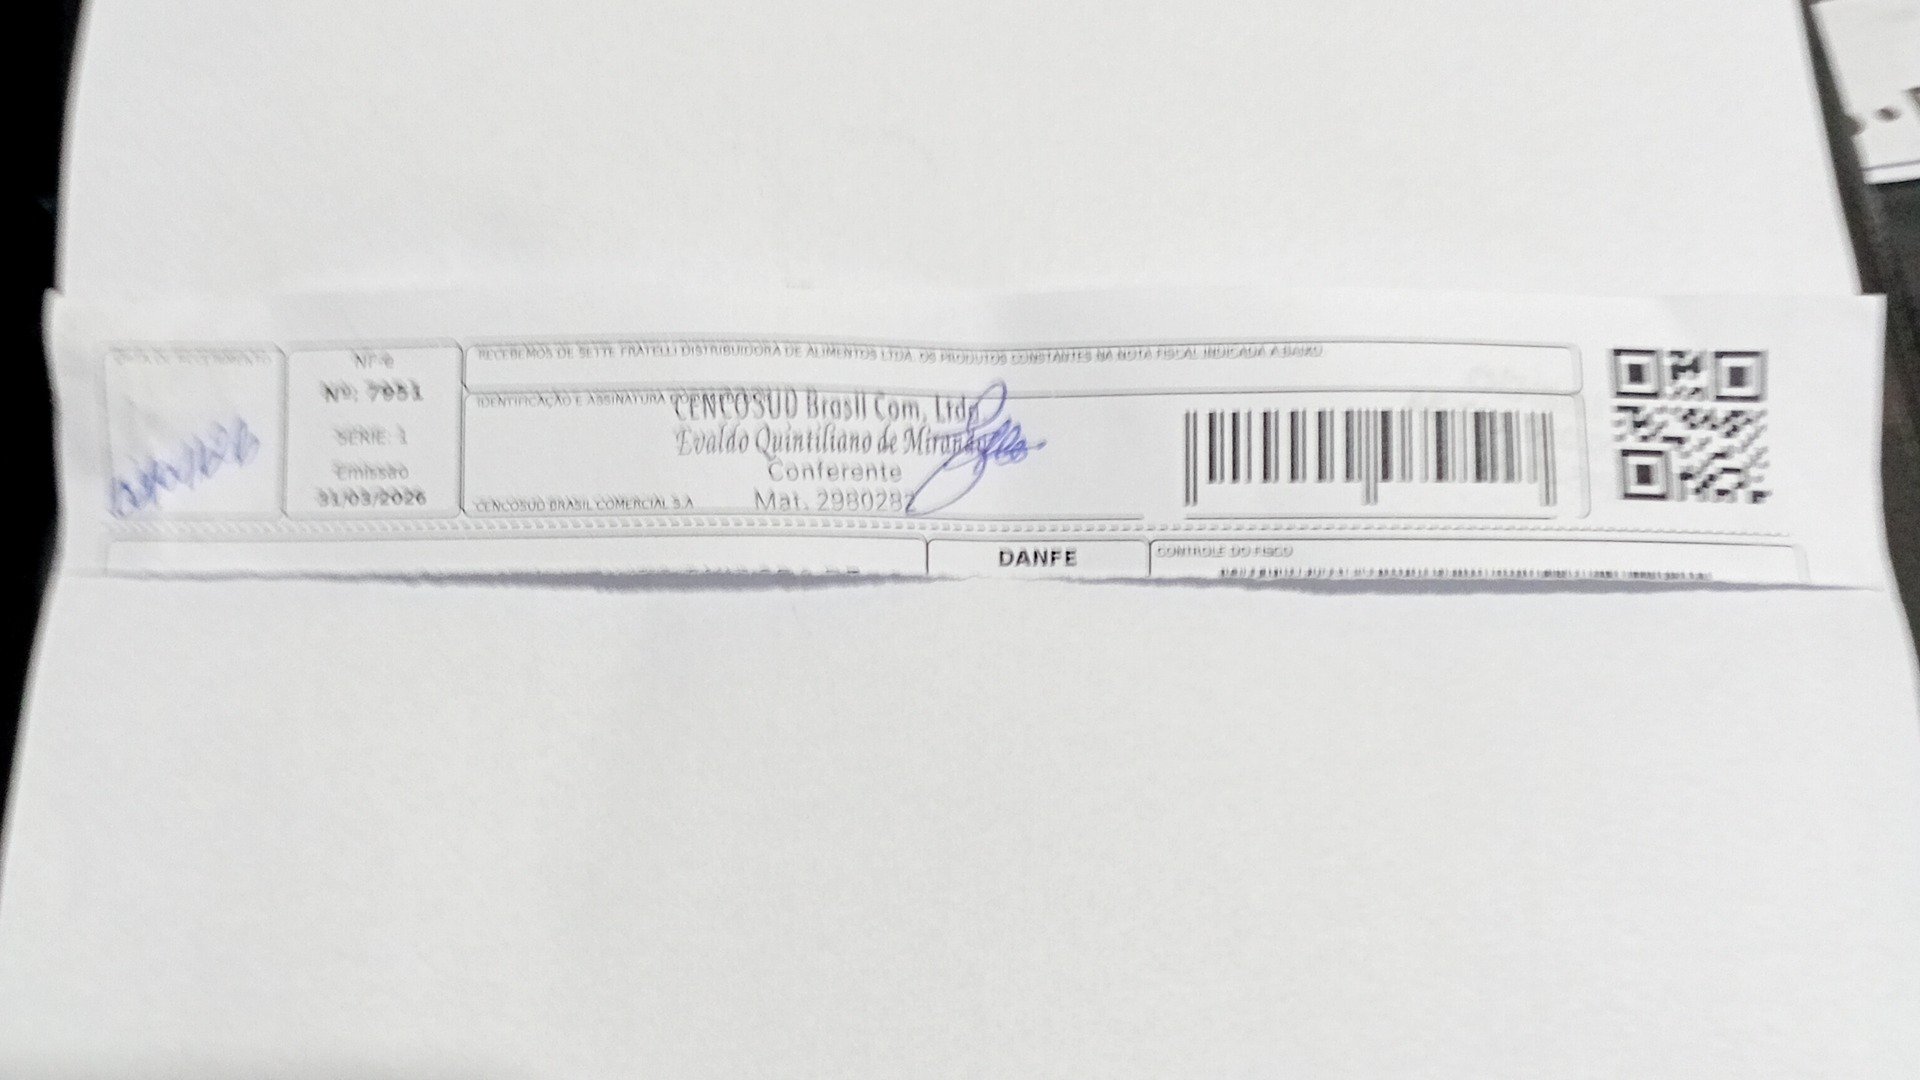 NF-e
Nº: 7051
SÉRIE: 1
Emissão
31/03/2026
RECEBEMOS DE SETTE FRATELLI DISTRIBUIDORA DE ALIMENTOS LTDA. OS PRODUTOS CONSTANTES NA NOTA FISCAL INDICADA A BAIXO
IDENTIFICAÇÃO E ASSINATURA
CENCOSUD Brasil Com. Ltda
Evaldo Quintiliano de Miranda
Conferente
Mat. 2980282
CENCOSUD BRASIL COMERCIAL S.A
DANFE
CONTROLE DO FISCO